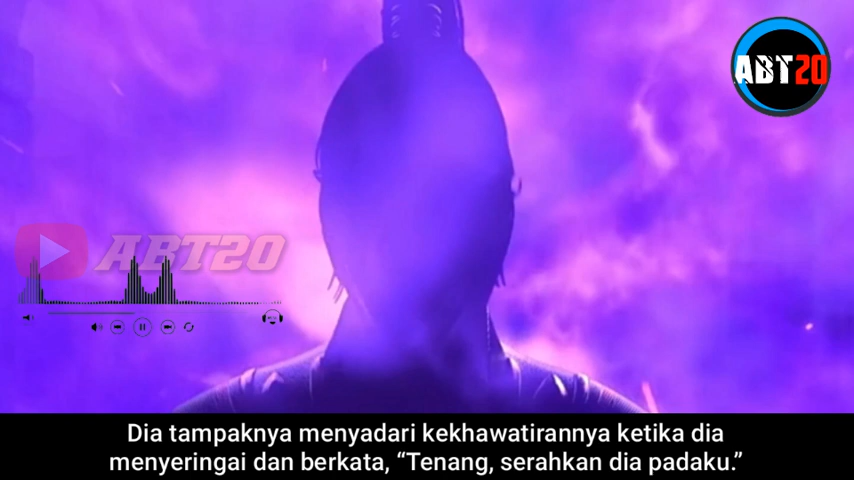 ABT20
ABT20
Dia tampaknya menyadari kekhawatirannya ketika dia
menyeringai dan berkata, “Tenang, serahkan dia padaku.”